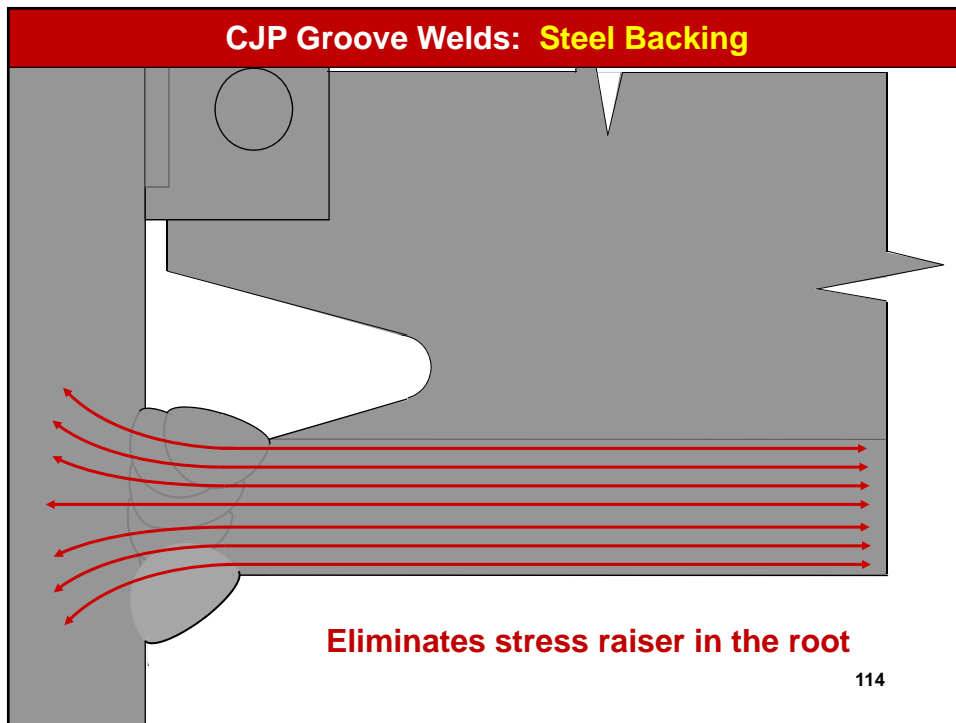 CJP Groove Welds: Steel Backing
Eliminates stress raiser in the root
114